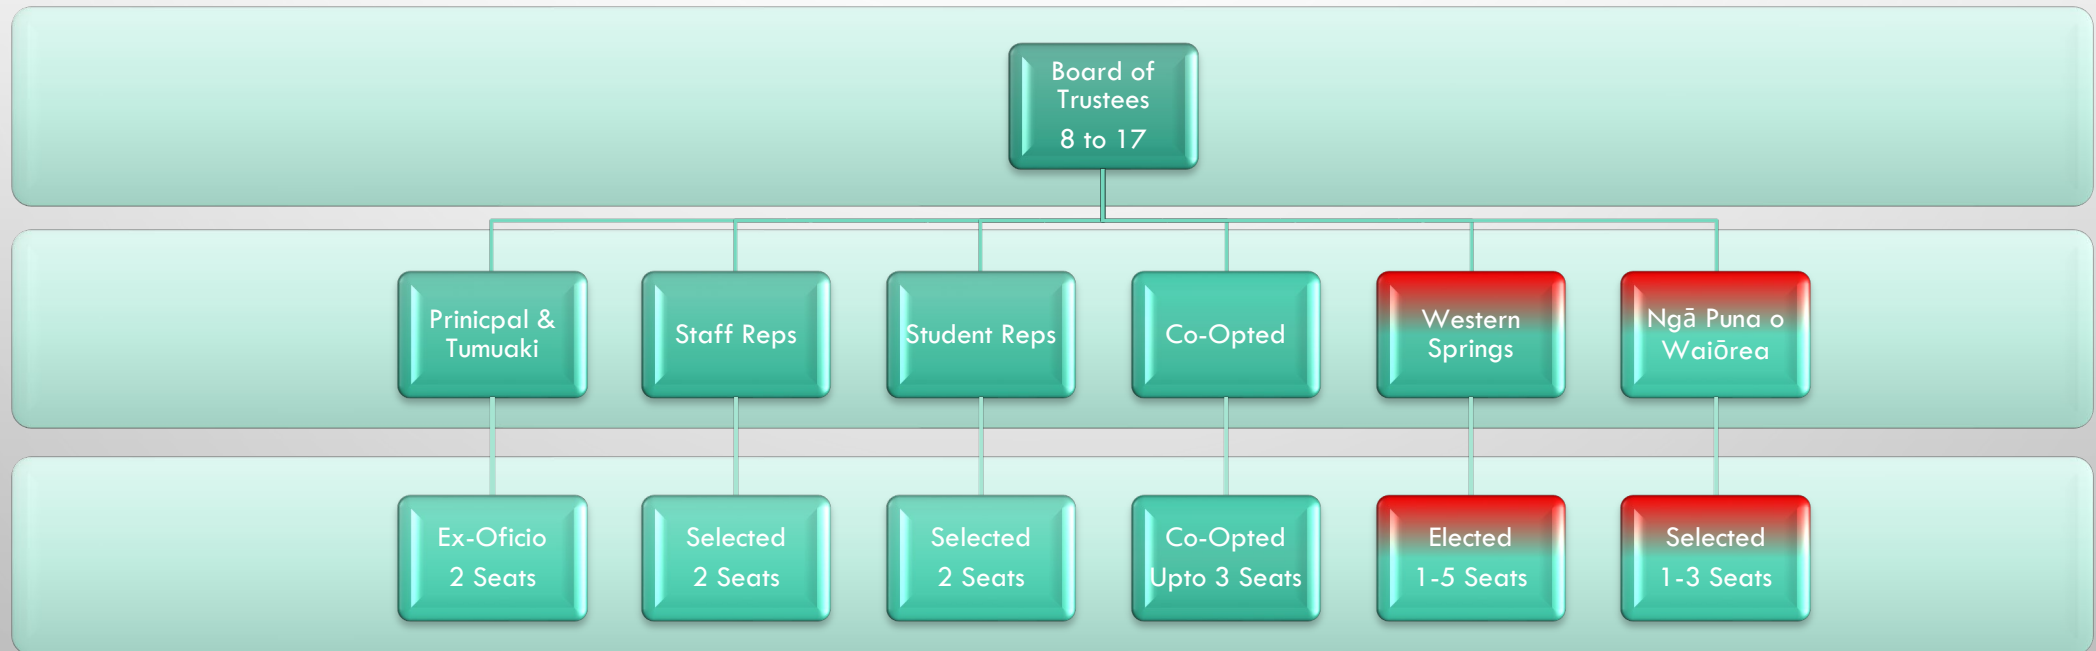 Board of
Trustees
8 to 17
Prinicpal &
Tumuaki
Staff Reps
Student Reps
Co-Opted
Western
Springs
Ngā Puna o
Waiōrea
Ex-Oficio
2 Seats
Selected
2 Seats
Selected
2 Seats
Co-Opted
Upto 3 Seats
Elected
1-5 Seats
Selected
1-3 Seats